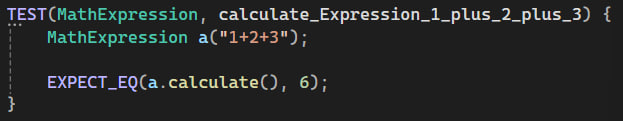 TEST(MathExpression, calculate_Expression_1_plus_2_plus_3) {
    MathExpression a("1+2+3");

    EXPECT_EQ(a.calculate(), 6);
}